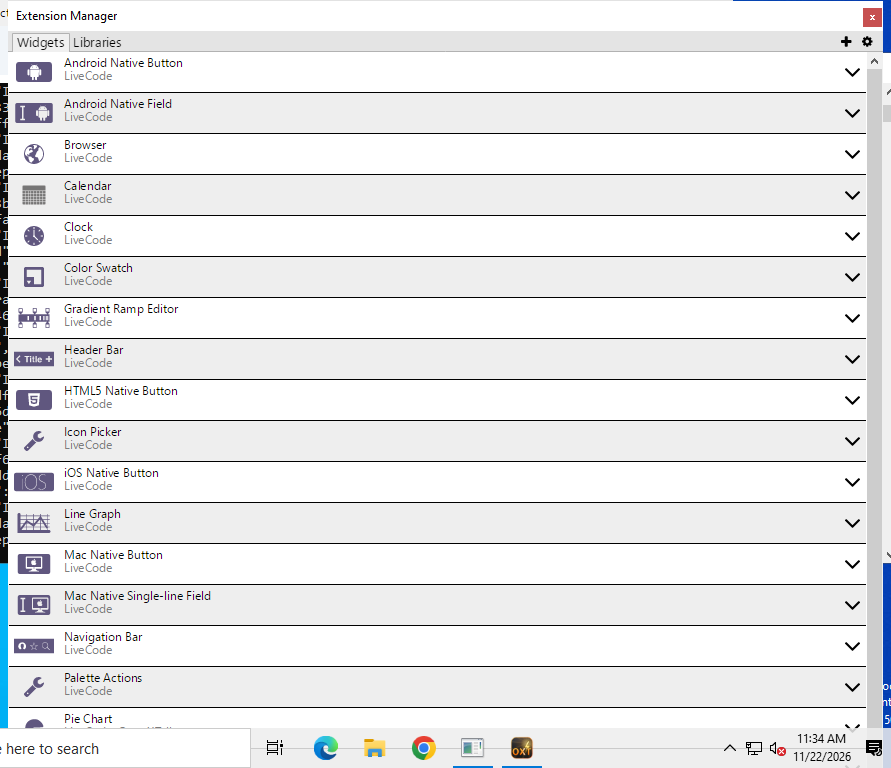 Extension Manager
x
Widgets
Libraries
Android Native Button
LiveCode
Android Native Field
LiveCode
Browser
LiveCode
Calendar
LiveCode
Clock
LiveCode
Color Swatch
LiveCode
Gradient Ramp Editor
LiveCode
< Title +
Header Bar
LiveCode
HTML5 Native Button
LiveCode
Icon Picker
LiveCode
iOS
iOS Native Button
LiveCode
Line Graph
LiveCode
Mac Native Button
LiveCode
Mac Native Single-line Field
LiveCode
Navigation Bar
LiveCode
Palette Actions
LiveCode
Pie Chart
here to search
OXT
11:34 AM
11/22/2026